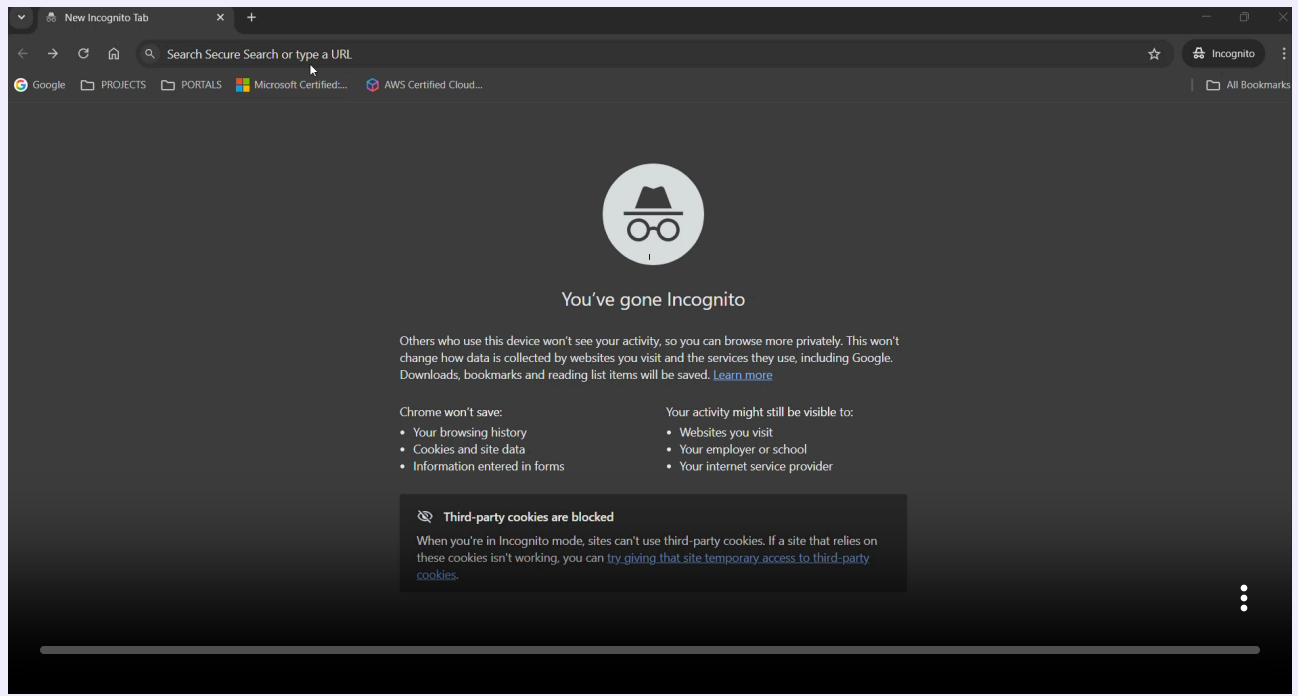 New Incognito Tab
Search Secure Search or type a URL
Incognito
Google PROJECTS PORTALS Microsoft Certified:... AWS Certified Cloud... All Bookmarks
You've gone Incognito
Others who use this device won't see your activity, so you can browse more privately. This won't
change how data is collected by websites you visit and the services they use, including Google.
Downloads, bookmarks and reading list items will be saved. Learn more
Chrome won't save:
• Your browsing history
• Cookies and site data
• Information entered in forms
Your activity might still be visible to:
• Websites you visit
• Your employer or school
• Your internet service provider
Third-party cookies are blocked
When you're in Incognito mode, sites can't use third-party cookies. If a site that relies on
these cookies isn't working, you can try giving that site temporary access to third-party
cookies.